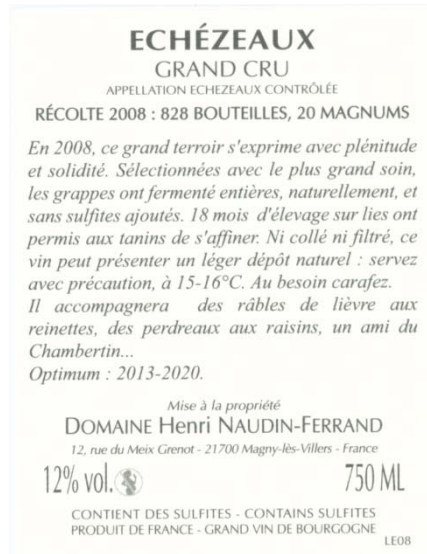 ECHÉZEAUX
GRAND CRU
APPELLATION ECHEZEAUX CONTRÔLÉE
RÉCOLTE 2008 : 828 BOUTEILLES, 20 MAGNUMS
En 2008, ce grand terroir s'exprime avec plénitude
et solidité. Sélectionnées avec le plus grand soin,
les grappes ont fermenté entières, naturellement, et
sans sulfites ajoutés. 18 mois d'élevage sur lies ont
permis aux tanins de s'affiner. Ni collé ni filtré, ce
vin peut présenter un léger dépôt naturel : servez
avec précaution, à 15-16°C. Au besoin carafez.
Il accompagnera des râbles de lièvre aux
reinettes, des perdreaux aux raisins, un ami du
Chambertin...
Optimum : 2013-2020.
Mise à la propriété
DOMAINE Henri NAUDIN-FERRAND
12, rue du Meix Grenot - 21700 Magny-lès-Villers - France
12% vol. 750 ML
CONTIENT DES SULFITES - CONTAINS SULFITES
PRODUIT DE FRANCE - GRAND VIN DE BOURGOGNE
LE08